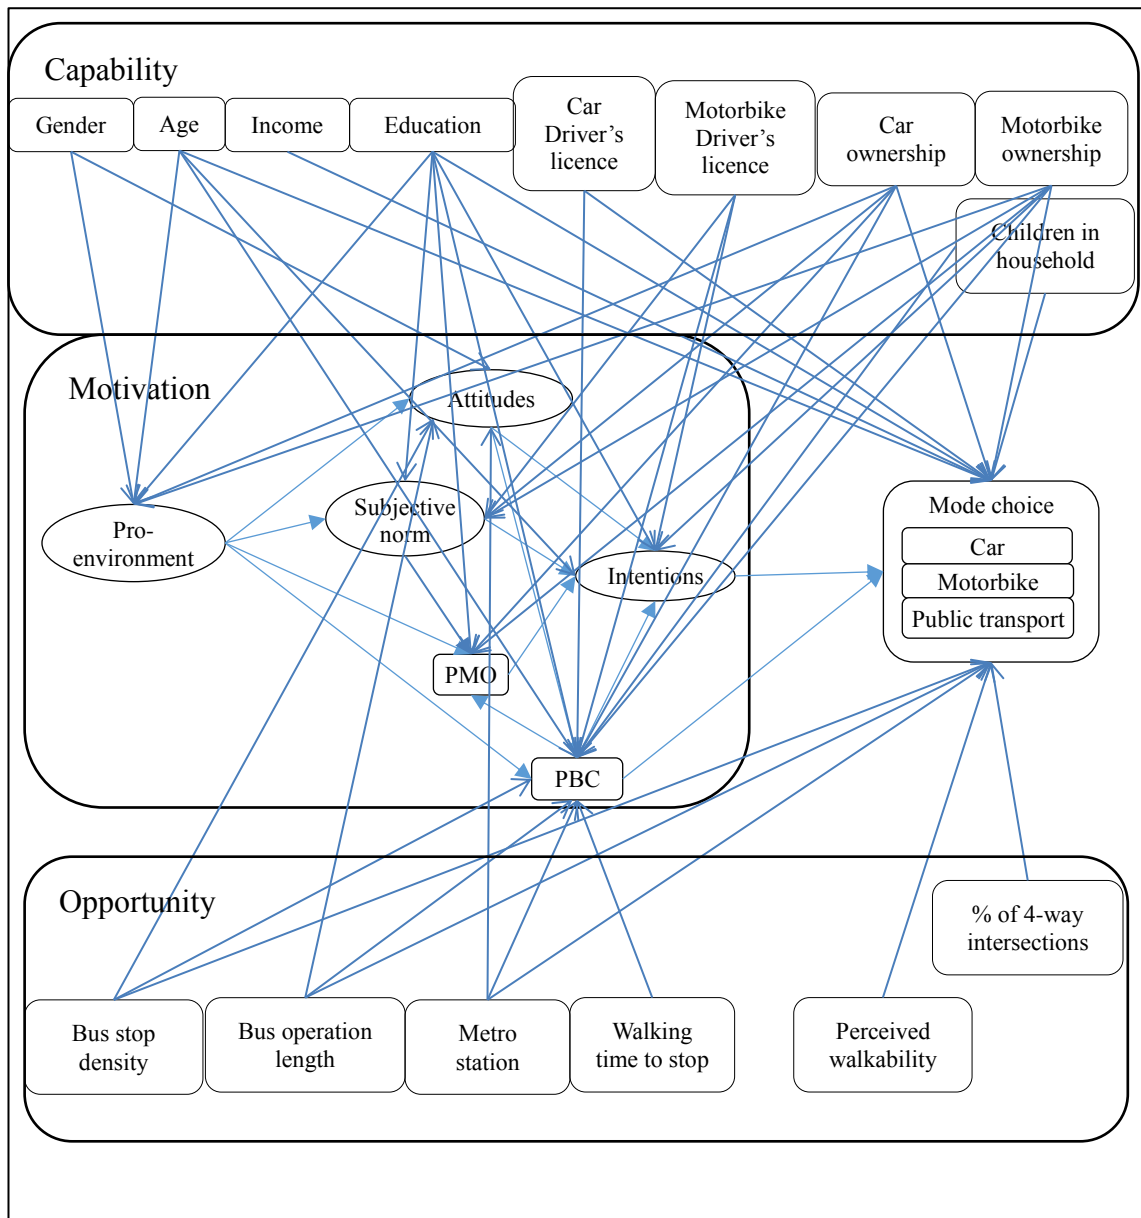 Capability
Gender
Age
Income
Education
Car
Driver's
licence
Motorbike
Driver's
licence
Car
ownership
Motorbike
ownership
Children in
household
Motivation
Attitudes
Subjective
norm
Pro-
environment
Intentions
PMO
PBC
Mode choice
Car
Motorbike
Public transport
Opportunity
% of 4-way
intersections
Bus stop
density
Bus operation
length
Metro
station
Walking
time to stop
Perceived
walkability